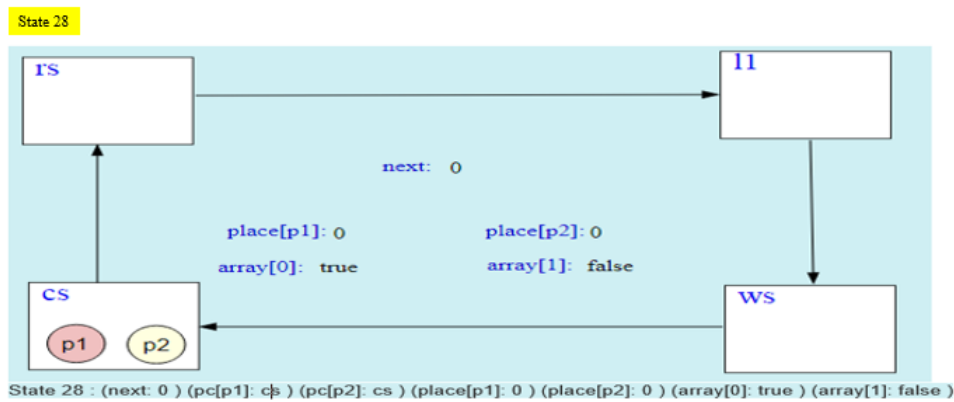 State 28
rs
l1
next: 0
place[p1]: 0 place[p2]: 0
array[0]: true array[1]: false
cs
ws
p1 p2
State 28 : (next: 0 ) (pc[p1]: cs ) (pc[p2]: cs ) (place[p1]: 0 ) (place[p2]: 0 ) (array[0]: true ) (array[1]: false )